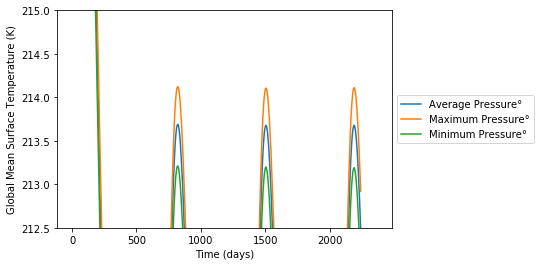 215.0
214.5
214.0
213.5
213.0
212.5
Global Mean Surface Temperature (K)
0
500
1000
1500
2000
Time (days)
Average Pressure°
Maximum Pressure°
Minimum Pressure°